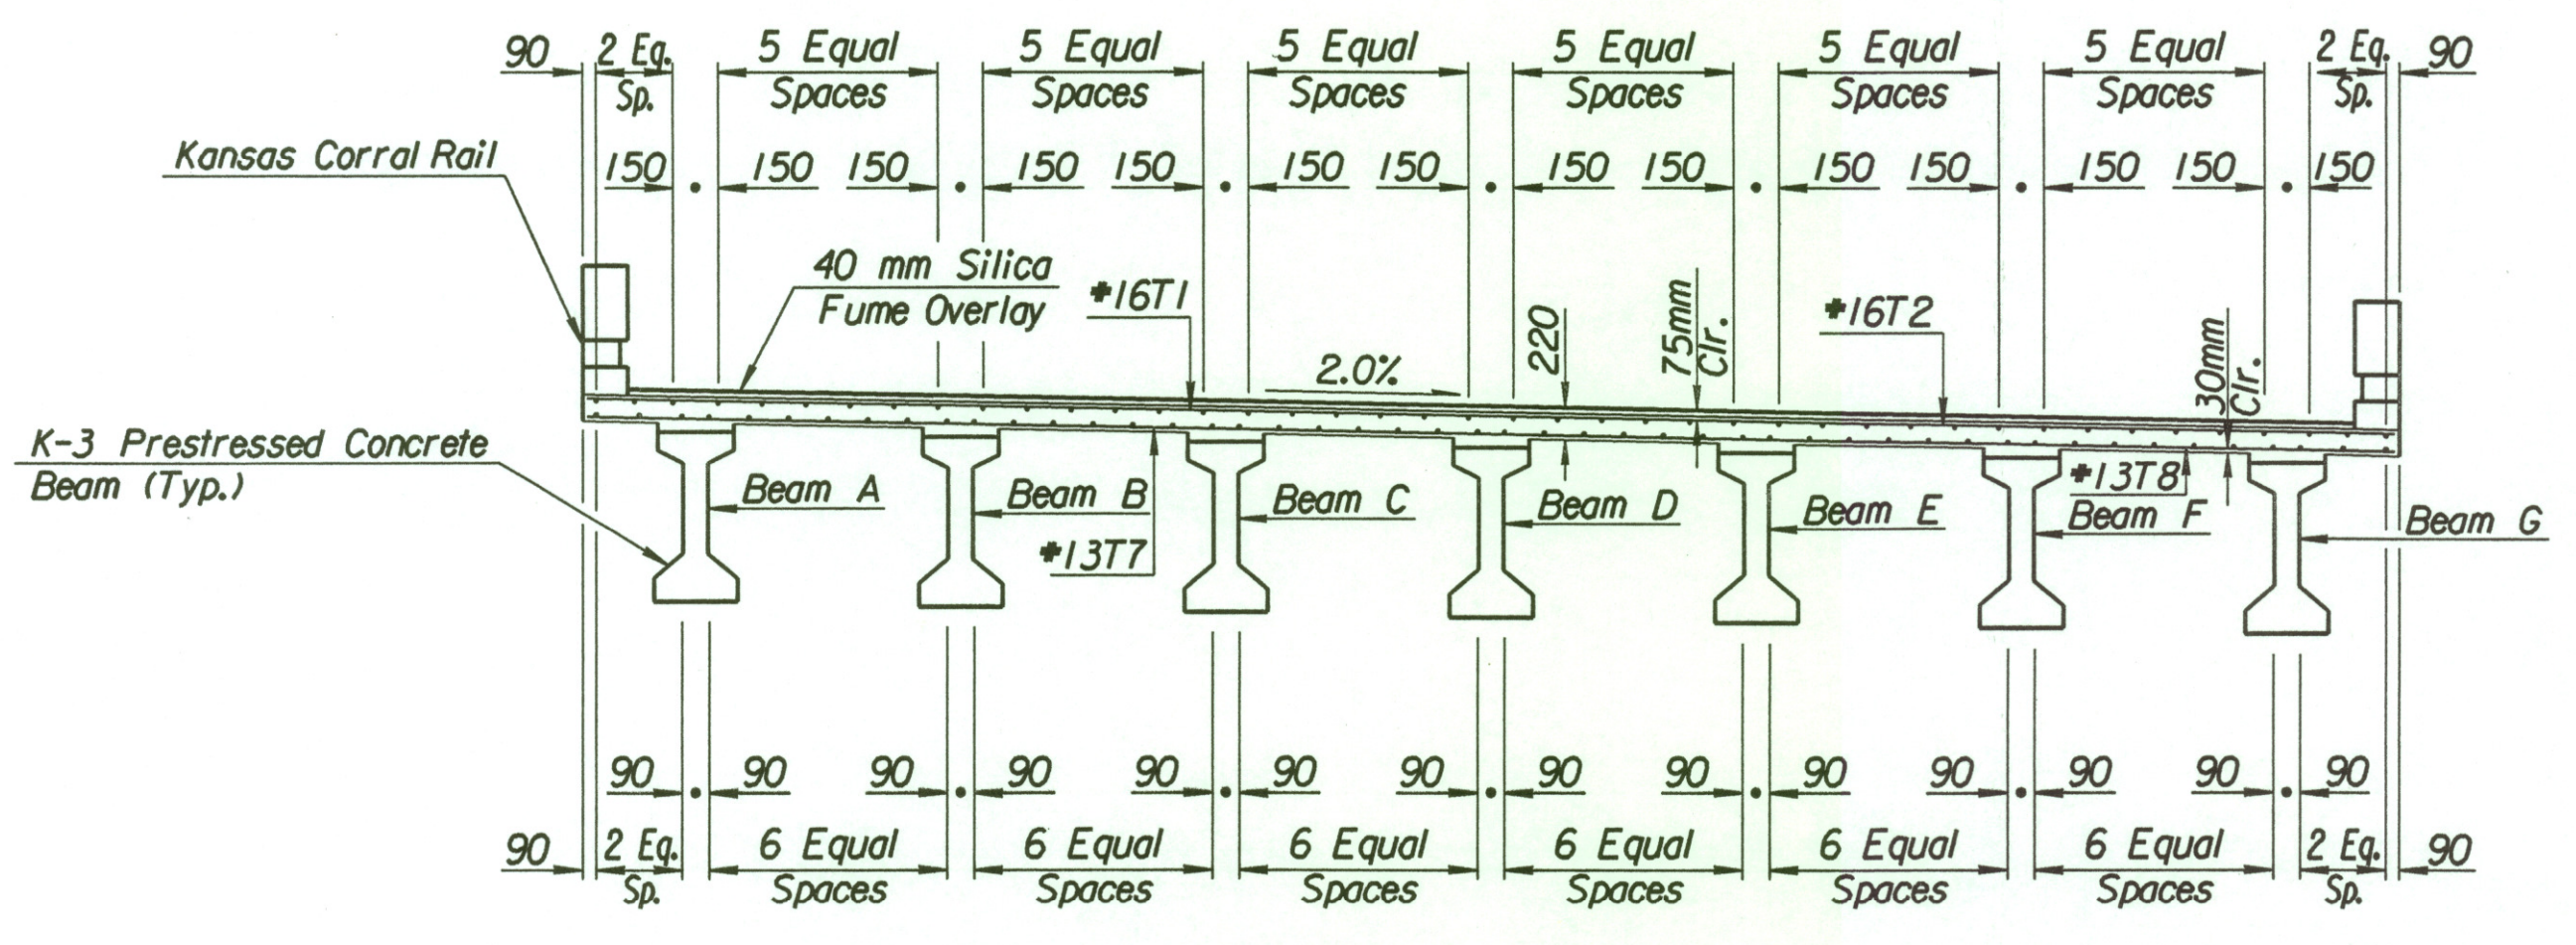 90 2 Eq. 5 Equal 5 Equal 5 Equal 5 Equal 5 Equal 5 Equal 2 Eq. 90
Sp. Spaces Spaces Spaces Spaces Spaces Spaces Sp.
Kansas Corral Rail
150 150 150 150 150 150 150 150 150 150 150 150 150 150
40 mm Silica
Fume Overlay
#16T1
2.0%
220
75mm
Clr.
#16T2
30mm
Clr.
K-3 Prestressed Concrete
Beam (Typ.)
Beam A
Beam B
Beam C
Beam D
Beam E
#13T8
Beam F
Beam G
#13T7
90 90 90 90 90 90 90 90 90 90 90 90 90 90
90 2 Eq. 6 Equal 6 Equal 6 Equal 6 Equal 6 Equal 6 Equal 2 Eq. 90
Sp. Spaces Spaces Spaces Spaces Spaces Spaces Sp.